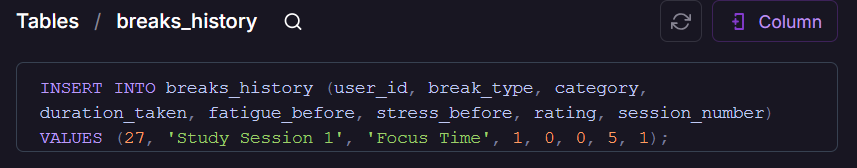 Tables / breaks_history
Column
INSERT INTO breaks_history (user_id, break_type, category,
duration_taken, fatigue_before, stress_before, rating, session_number)
VALUES (27, 'Study Session 1', 'Focus Time', 1, 0, 0, 5, 1);